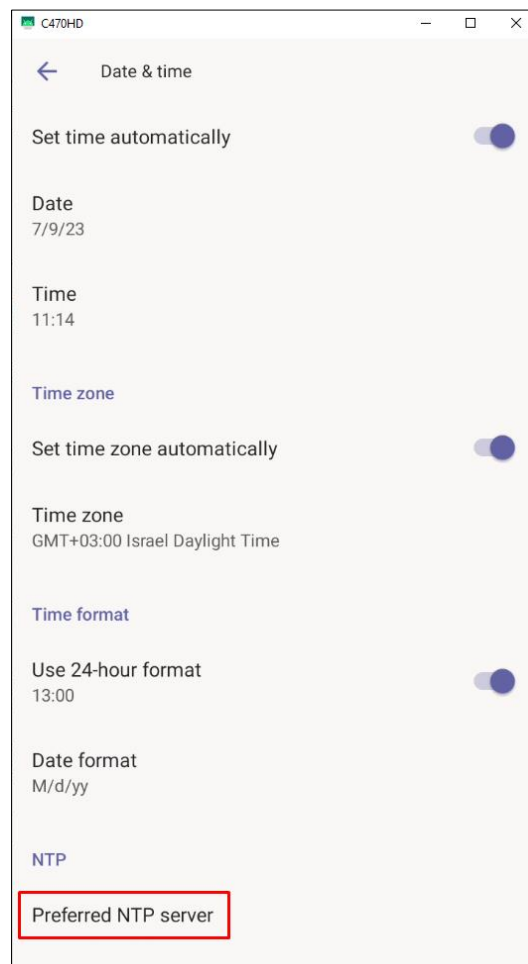 C470HD
Date & time
Set time automatically
Date
7/9/23
Time
11:14
Time zone
Set time zone automatically
Time zone
GMT+03:00 Israel Daylight Time
Time format
Use 24-hour format
13:00
Date format
M/d/yy
NTP
Preferred NTP server